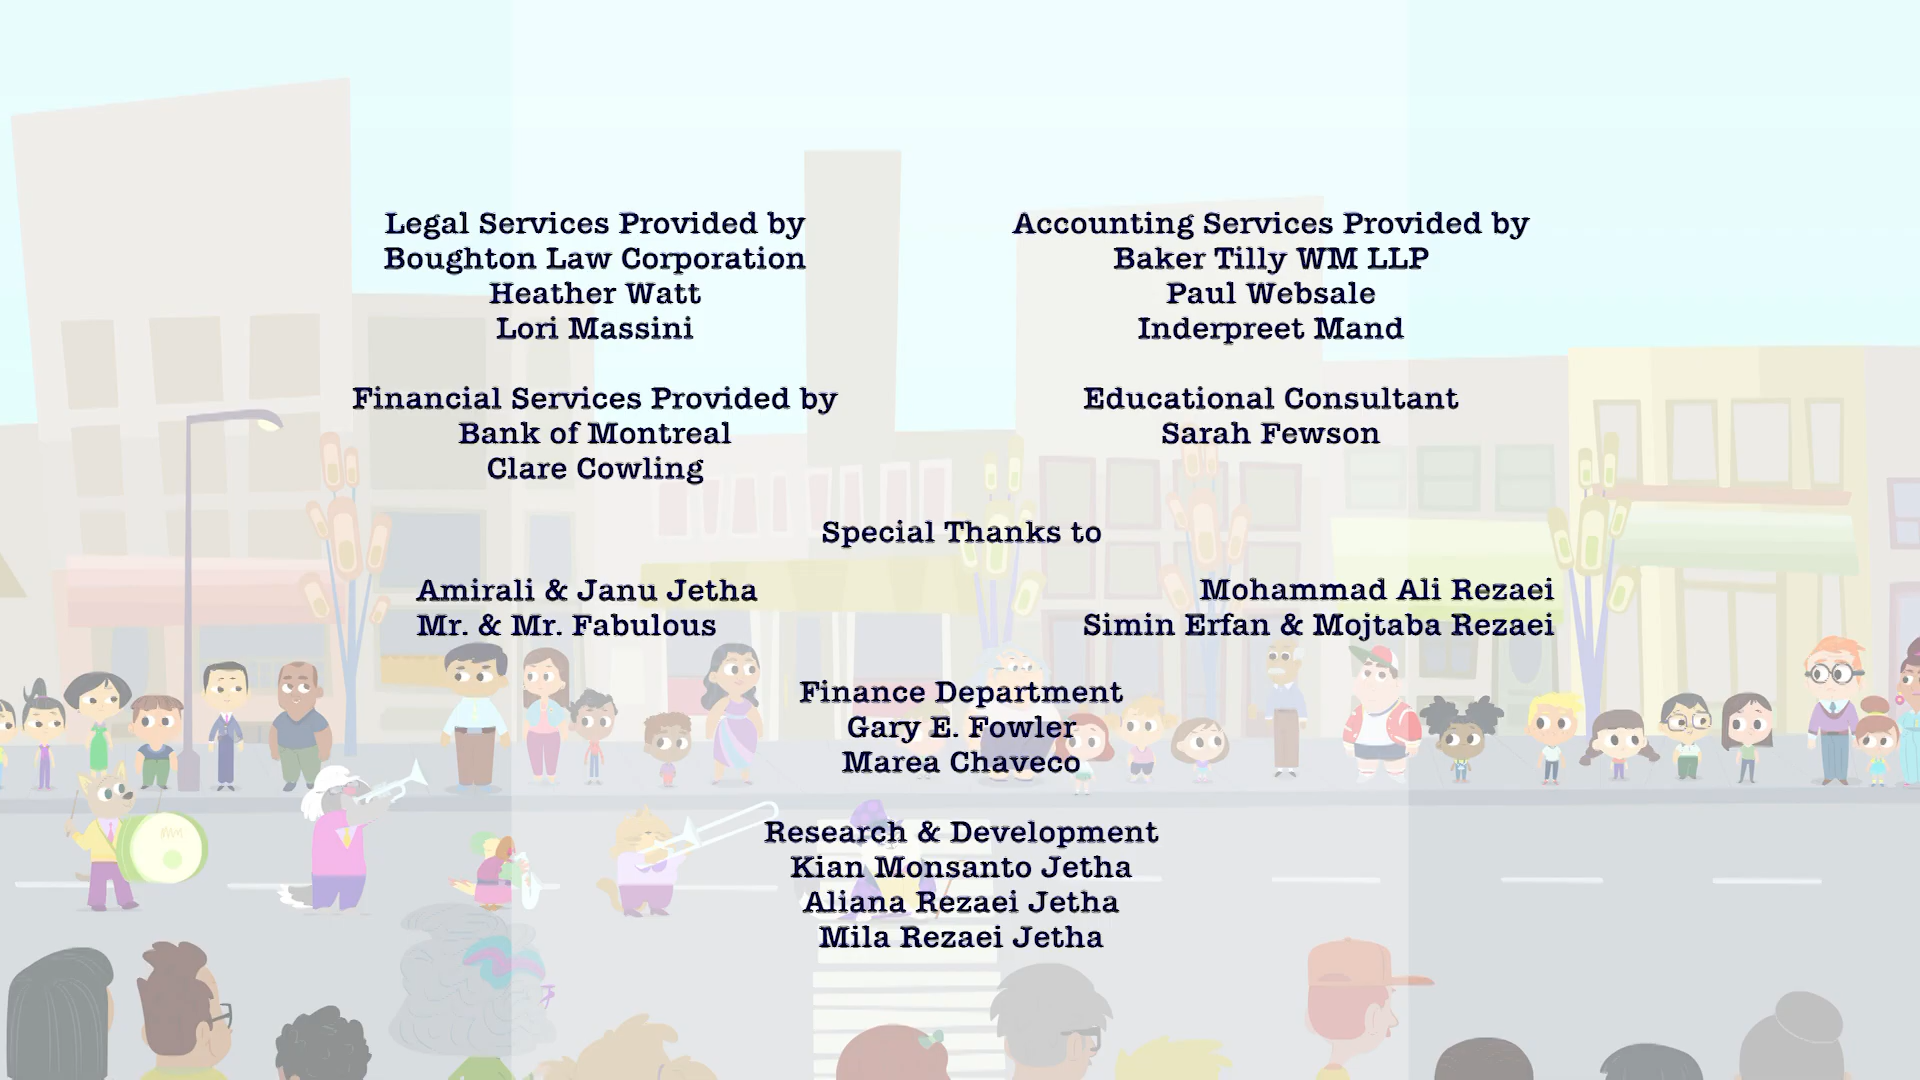 Legal Services Provided by
Boughton Law Corporation
Heather Watt
Lori Massini
Accounting Services Provided by
Baker Tilly WM LLP
Paul Websale
Inderpreet Mand
Financial Services Provided by
Bank of Montreal
Clare Cowling
Educational Consultant
Sarah Fewson
Special Thanks to
Amirali & Janu Jetha
Mr. & Mr. Fabulous
Mohammad Ali Rezaei
Simin Erfan & Mojtaba Rezaei
Finance Department
Gary E. Fowler
Marea Chaveco
Research & Development
Kian Monsanto Jetha
Aliana Rezaei Jetha
Mila Rezaei Jetha